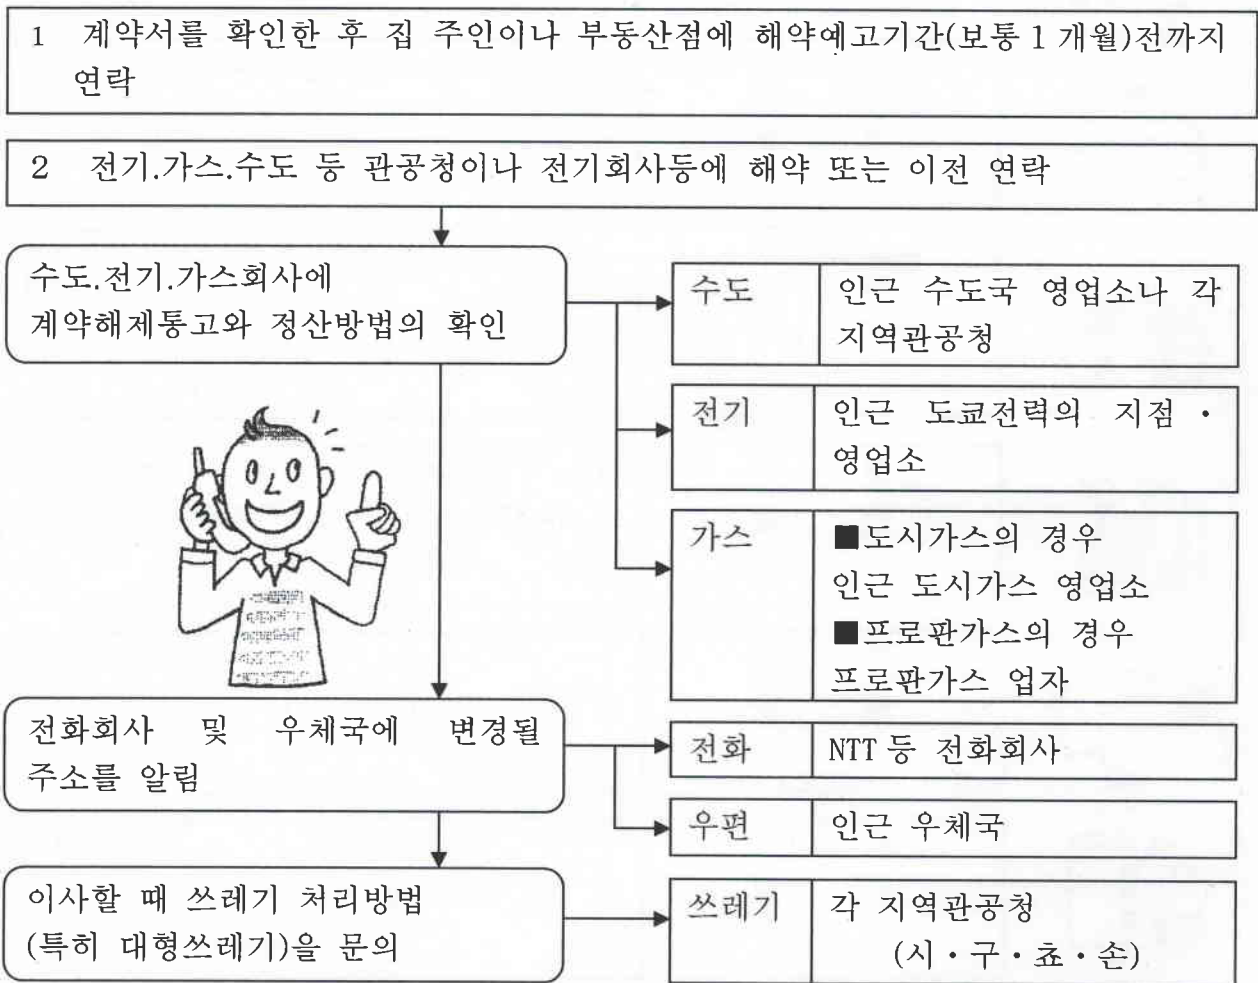 1 계약서를 확인한 후 집 주인이나 부동산점에 해약예고기간(보통 1 개월)전까지
연락
2 전기.가스.수도 등 관공청이나 전기회사등에 해약 또는 이전 연락
수도.전기.가스회사에
계약해제통고와 정산방법의 확인
수도
인근 수도국 영업소나 각
지역관공청
전기
인근 도쿄전력의 지점・
영업소
가스
■도시가스의 경우
인근 도시가스 영업소
■프로판가스의 경우
프로판가스 업자
전화회사 및 우체국에 변경될
주소를 알림
전화
NTT 등 전화회사
우편
인근 우체국
이사할 때 쓰레기 처리방법
(특히 대형쓰레기)을 문의
쓰레기
각 지역관공청
(시・구・쵸・손)